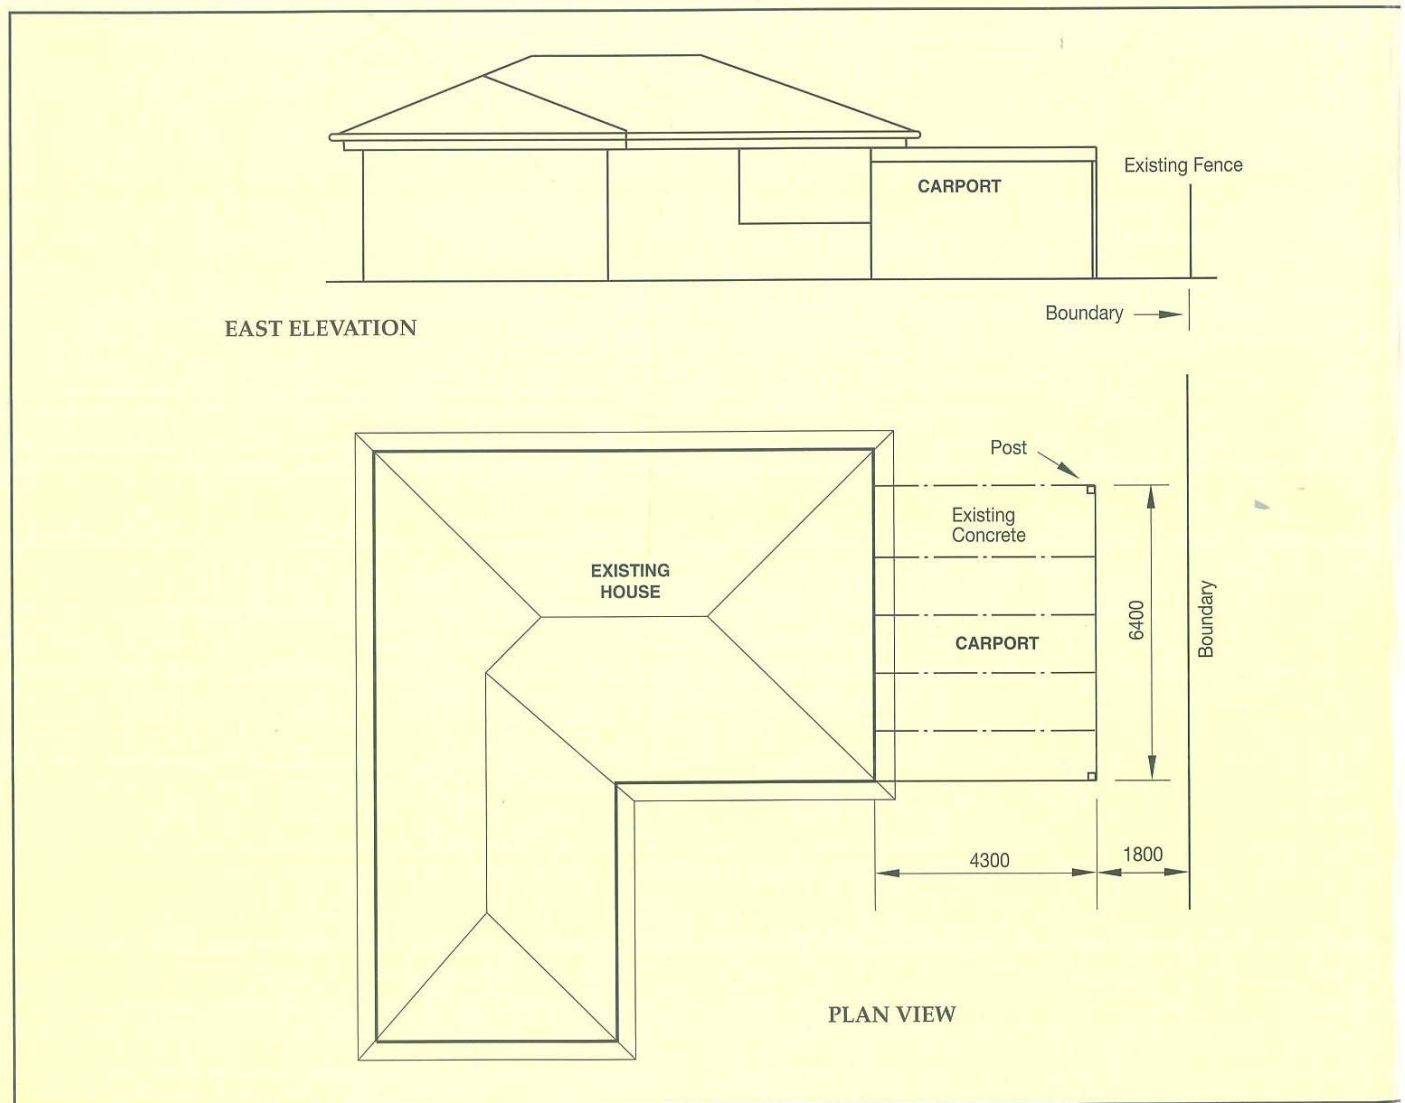 Existing Fence
CARPORT
Boundary
EAST ELEVATION
Post
Existing
Concrete
EXISTING
HOUSE
CARPORT
6400
Boundary
4300
1800
PLAN VIEW